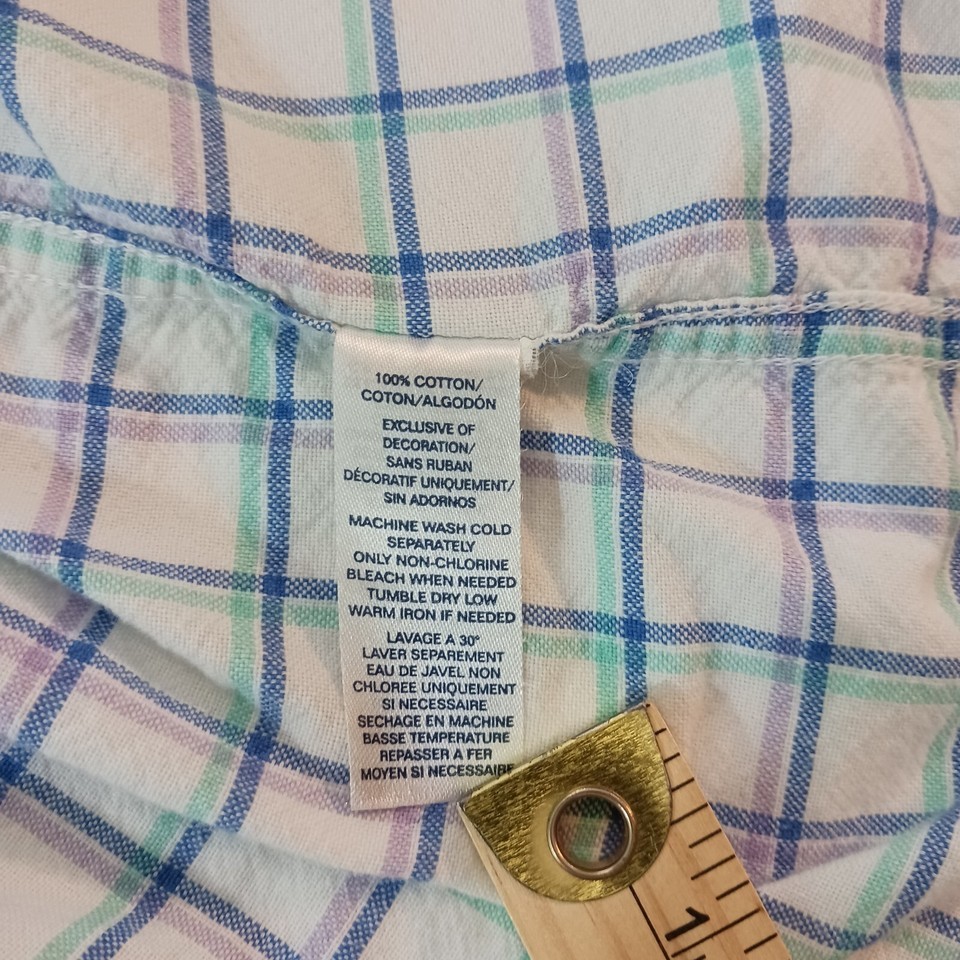 100% COTTON/
COTON/ALGODÓN
EXCLUSIVE OF
DECORATION/
SANS RUBAN
DÉCORATIF UNIQUEMENT/
SIN ADORNOS
MACHINE WASH COLD
SEPARATELY
ONLY NON-CHLORINE
BLEACH WHEN NEEDED
TUMBLE DRY LOW
WARM IRON IF NEEDED
LAVAGE A 30°
LAVER SEPAREMENT
EAU DE JAVEL NON
CHLOREE UNIQUEMENT
SI NECESSAIRE
SECHAGE EN MACHINE
BASSE TEMPERATURE
REPASSER A FER
MOYEN SI NECESSAIRE
1